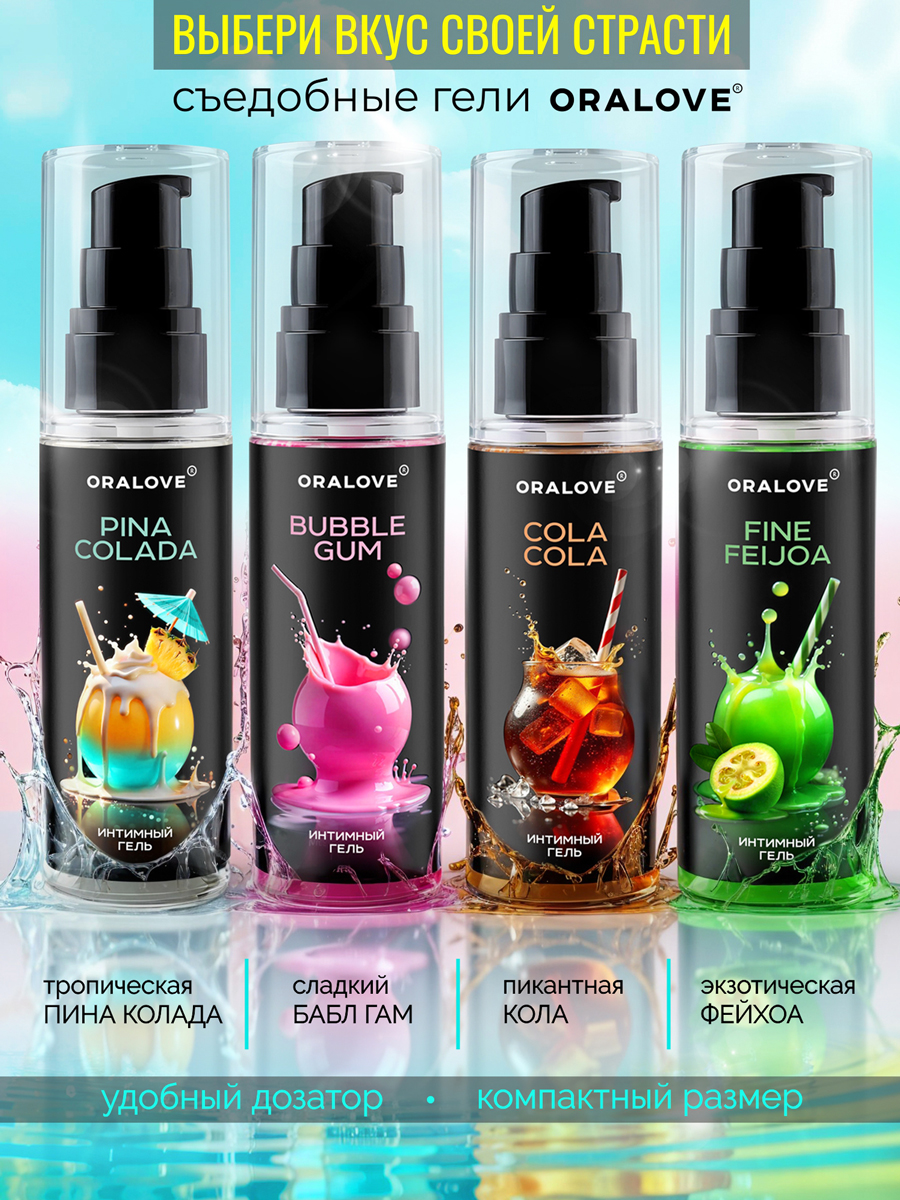 ВЫБЕРИ ВКУС СВОЕЙ СТРАСТИ
съедобные гели ORALOVE®
ORALOVE®
PINA
COLADA
ИНТИМНЫЙ
ГЕЛЬ
ORALOVE®
BUBBLE
GUM
ИНТИМНЫЙ
ГЕЛЬ
ORALOVE®
COLA
COLA
ИНТИМНЫЙ
ГЕЛЬ
ORALOVE®
FINE
FEIJOA
ИНТИМНЫЙ
ГЕЛЬ
тропическая
ПИНА КОЛАДА
сладкий
БАБЛ ГАМ
пикантная
КОЛА
экзотическая
ФЕЙХОА
удобный дозатор • компактный размер